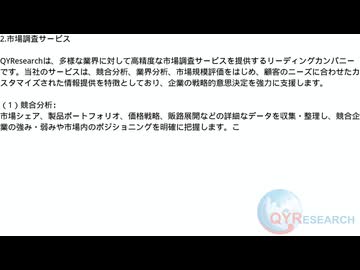 2.市場調査サービス
QYResearchは、多様な業界に対して高精度な市場調査サービスを提供するリーディングカンパニー
です。当社のサービスは、競合分析、業界分析、市場規模評価をはじめ、顧客のニーズに合わせたカ
スタマイズされた情報提供を特徴としており、企業の戦略的意思決定を強力に支援します。
（1）競合分析:
市場シェア、製品ポートフォリオ、価格戦略、販路展開などの詳細なデータを収集・整理し、競合企
業の強み・弱みや市場内のポジショニングを明確に把握します。こ
QYRESEARCH